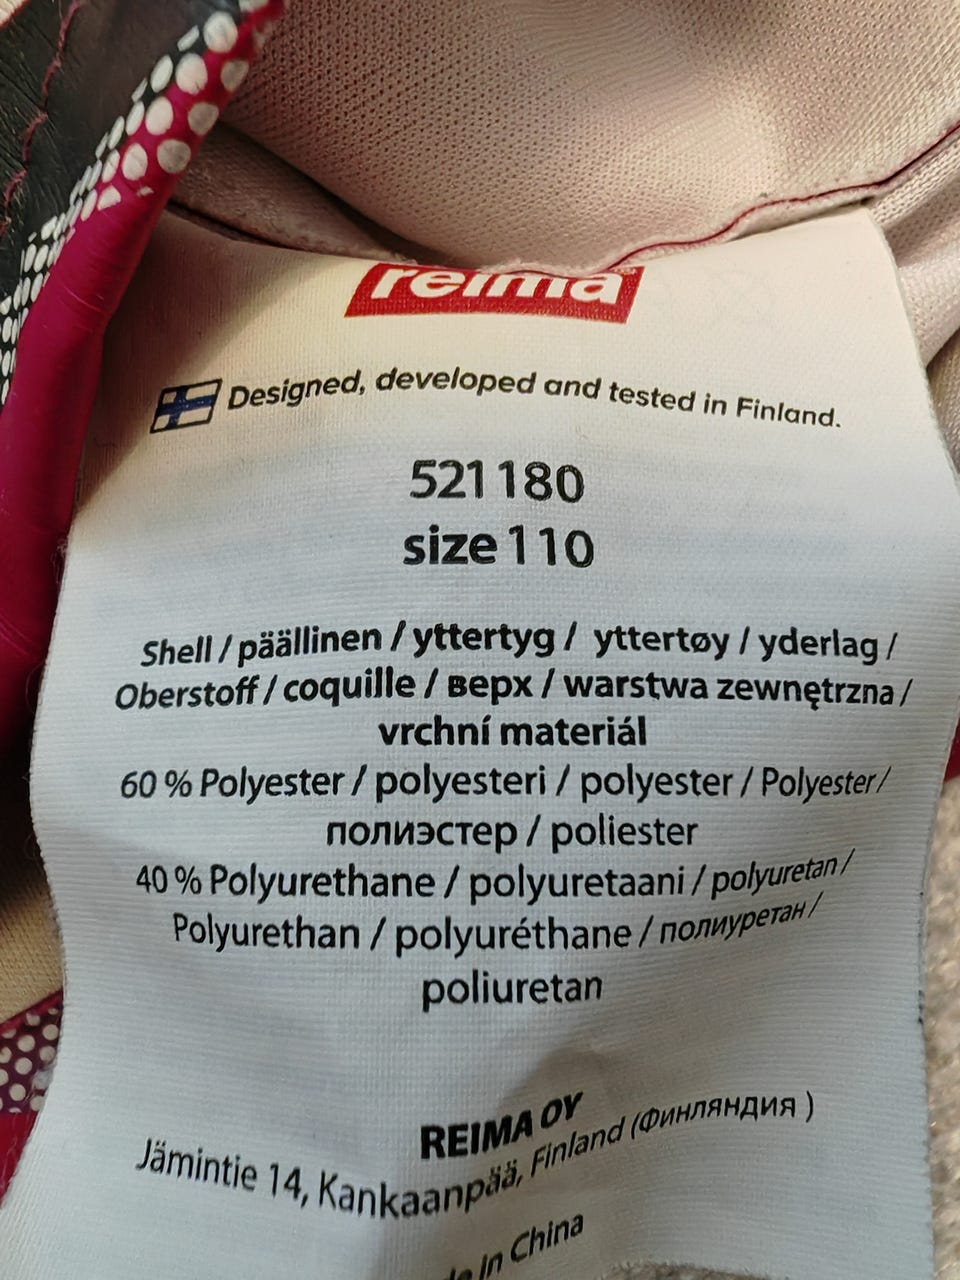 reima
Designed, developed and tested in Finland.
521180
size 110
Shell / päällinen / yttertyg / yttertøy / yderlag /
Oberstoff / coquille / верх / warstwa zewnętrzna /
vrchní materiál
60 % Polyester / polyesteri / polyester / Polyester /
полиэстер / poliester
40 % Polyurethane / polyuretaani / polyuretan /
Polyurethan / polyuréthane / полиуретан /
poliuretan
REIMA OY
Jämintie 14, Kankaanpää, Finland (Финляндия )
in China